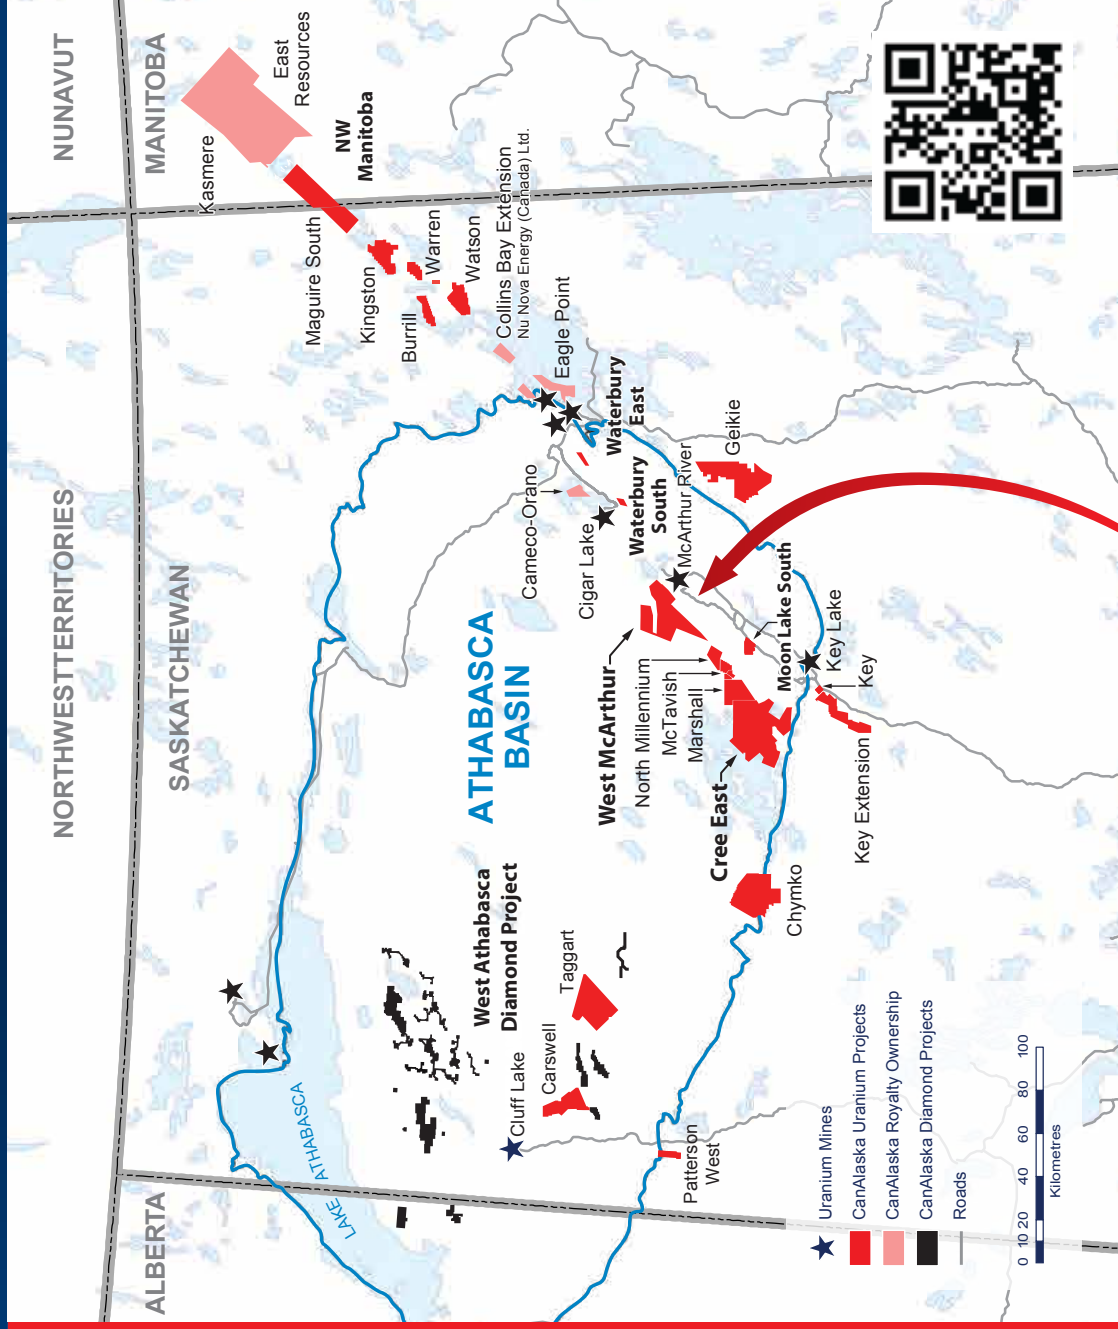 NUNAVUT
MANITOBA
NORTHWESTTERRITORIES
SASKATCHEWAN
ALBERTA
LAKE ATHABASCA
ATHABASCA
BASIN
East
Resources
Kasmere
NW
Manitoba
Maguire South
Kingston
Burrill
Warren
Watson
Collins Bay Extension
Nu Nova Energy (Canada) Ltd.
Eagle Point
Waterbury
East
Cameco-Orano
Cigar Lake
Waterbury
South
McArthur River
Geikie
West McArthur
North Millennium
McTavish
Marshall
Moon Lake South
Key Lake
Key
Key Extension
Cree East
Chymko
West Athabasca
Diamond Project
Taggart
Carswell
Cluff Lake
Patterson
West
Uranium Mines
CanAlaska Uranium Projects
CanAlaska Royalty Ownership
CanAlaska Diamond Projects
Roads
0 10 20 40 60 80 100
Kilometres